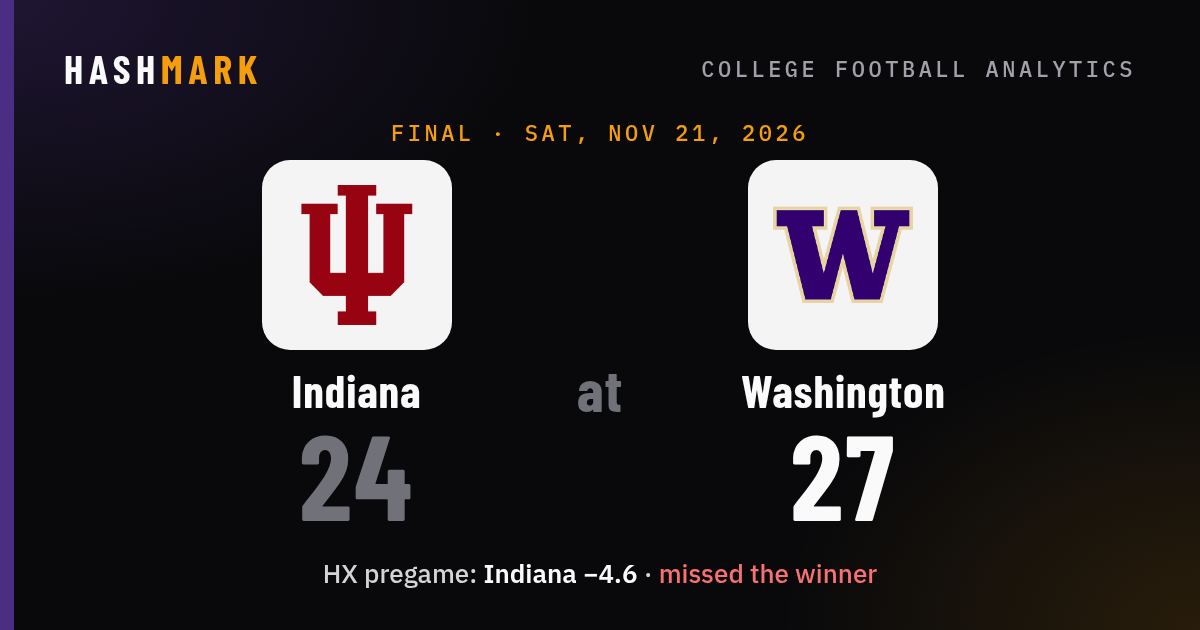 HASHMARK
COLLEGE FOOTBALL ANALYTICS
FINAL · SAT, NOV 21, 2026
W
Indiana at Washington
24 27
HX pregame: Indiana −4.6 · missed the winner